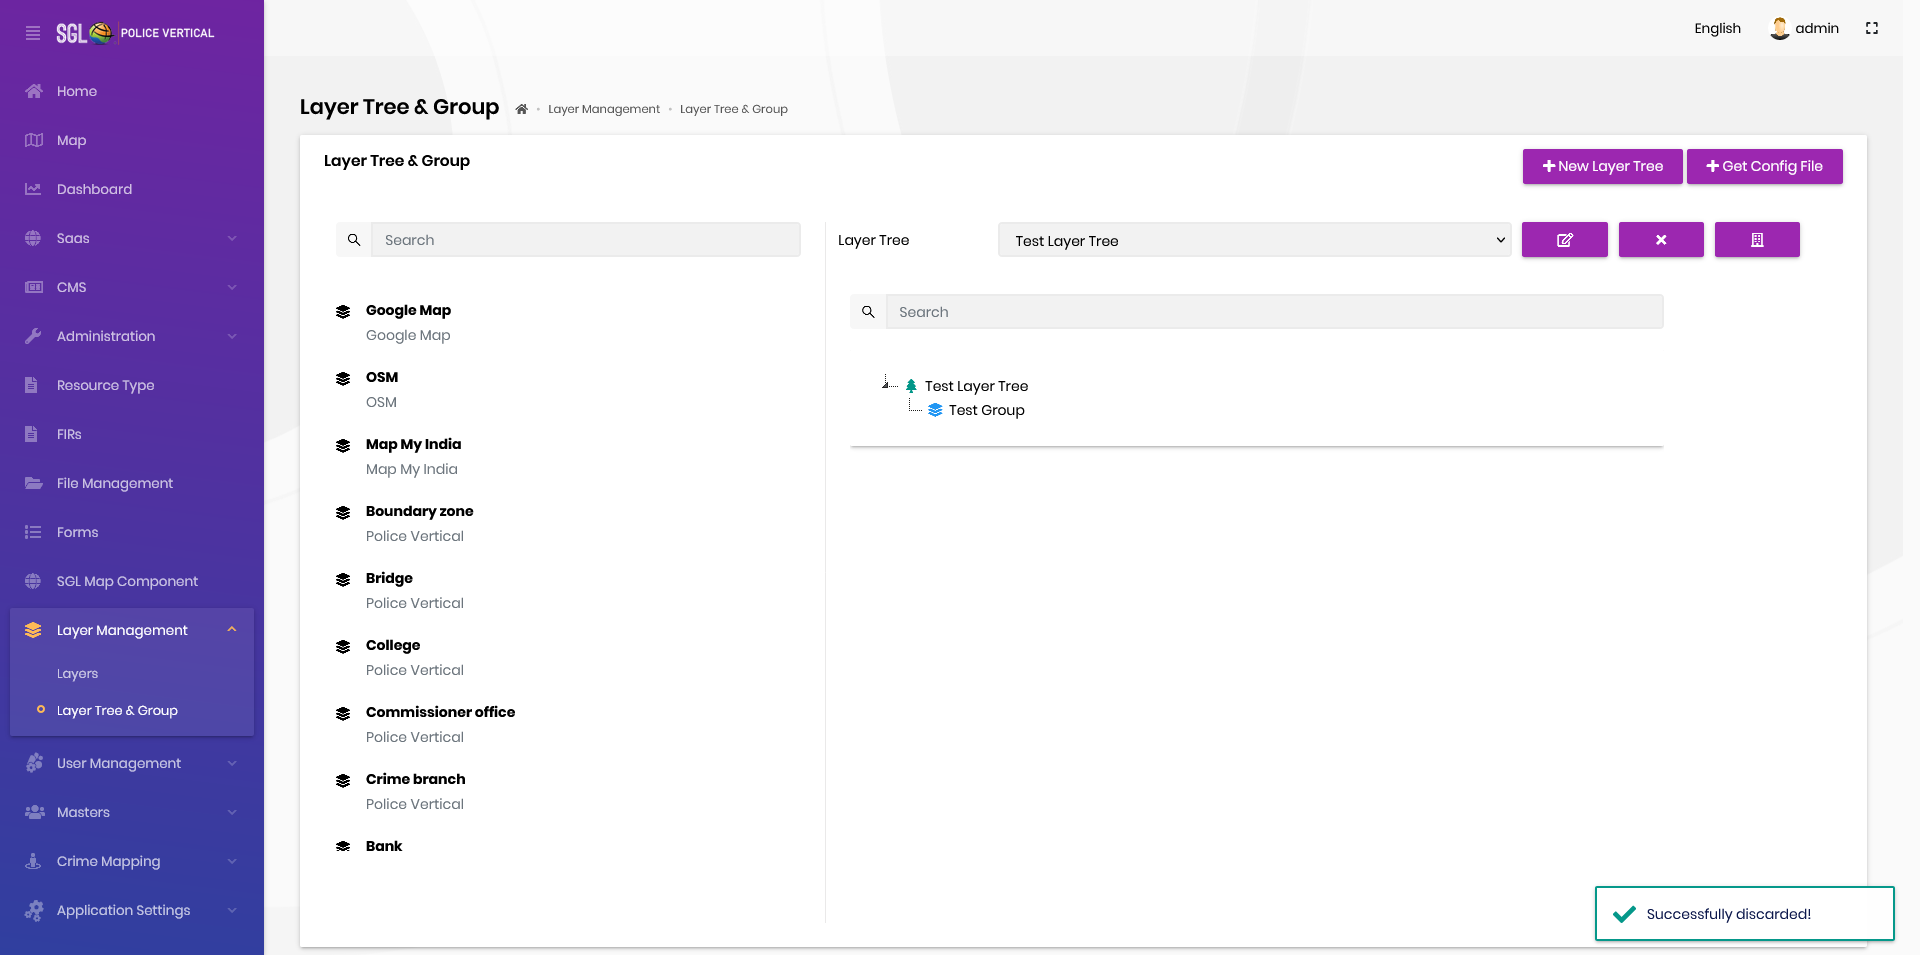 SGL POLICE VERTICAL
Home
Map
Dashboard
Saas
CMS
Administration
Resource Type
FIRs
File Management
Forms
SGL Map Component
Layer Management
Layers
Layer Tree & Group
User Management
Masters
Crime Mapping
Application Settings
English admin
Layer Tree & Group Layer Management Layer Tree & Group
Layer Tree & Group
New Layer Tree
Get Config File
Search
Google Map
Google Map
OSM
OSM
Map My India
Map My India
Boundary zone
Police Vertical
Bridge
Police Vertical
College
Police Vertical
Commissioner office
Police Vertical
Crime branch
Police Vertical
Bank
Layer Tree Test Layer Tree
Search
Test Layer Tree
Test Group
Successfully discarded!